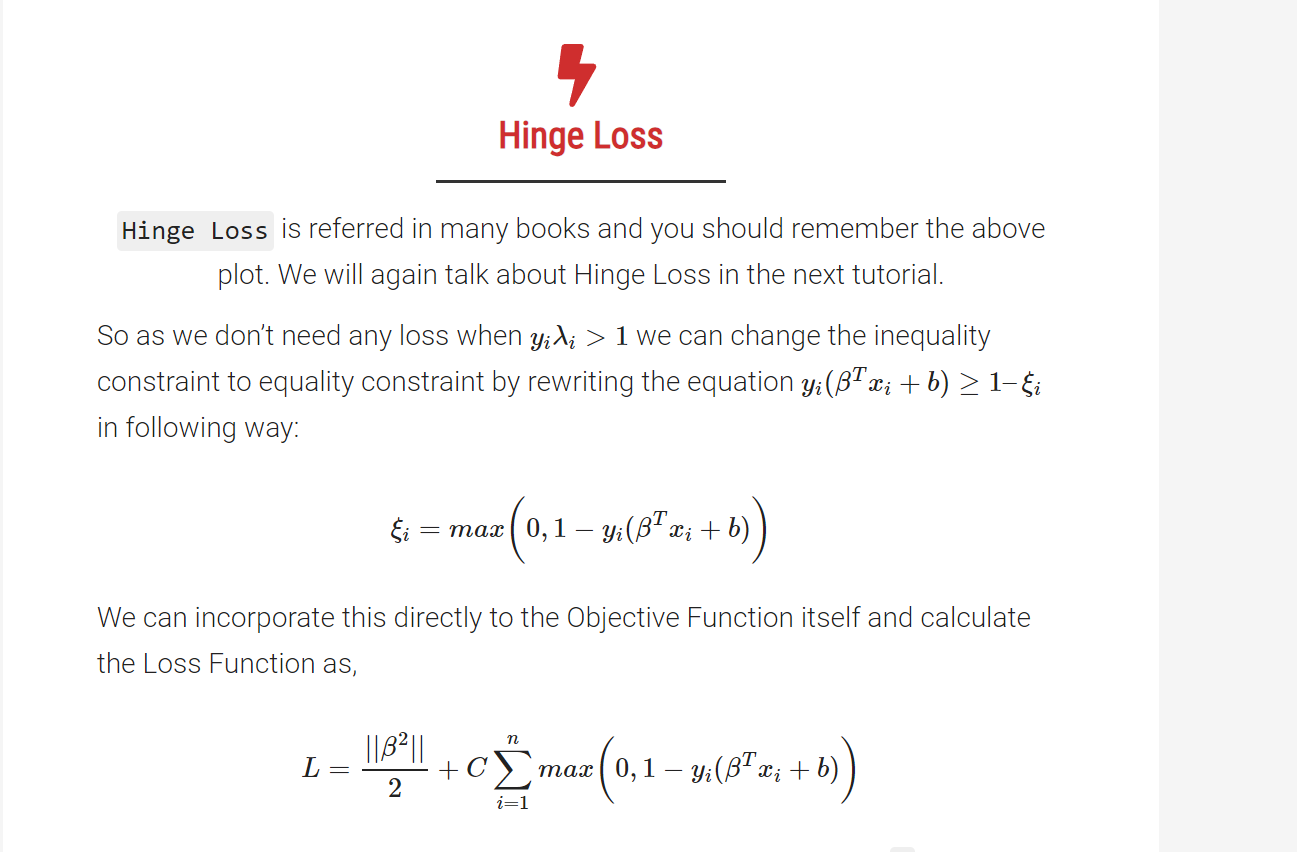 Hinge Loss
Hinge Loss is referred in many books and you should remember the above
plot. We will again talk about Hinge Loss in the next tutorial.
So as we don’t need any loss when yᵢλᵢ > 1 we can change the inequality
constraint to equality constraint by rewriting the equation yᵢ(βᵀxᵢ + b) ≥ 1–ξᵢ
in following way:
ξᵢ = max(0, 1 − yᵢ(βᵀxᵢ + b))
We can incorporate this directly to the Objective Function itself and calculate
the Loss Function as,
L = ||β²||/2 + C ∑ᵢ₌₁ⁿ max(0, 1 − yᵢ(βᵀxᵢ + b))